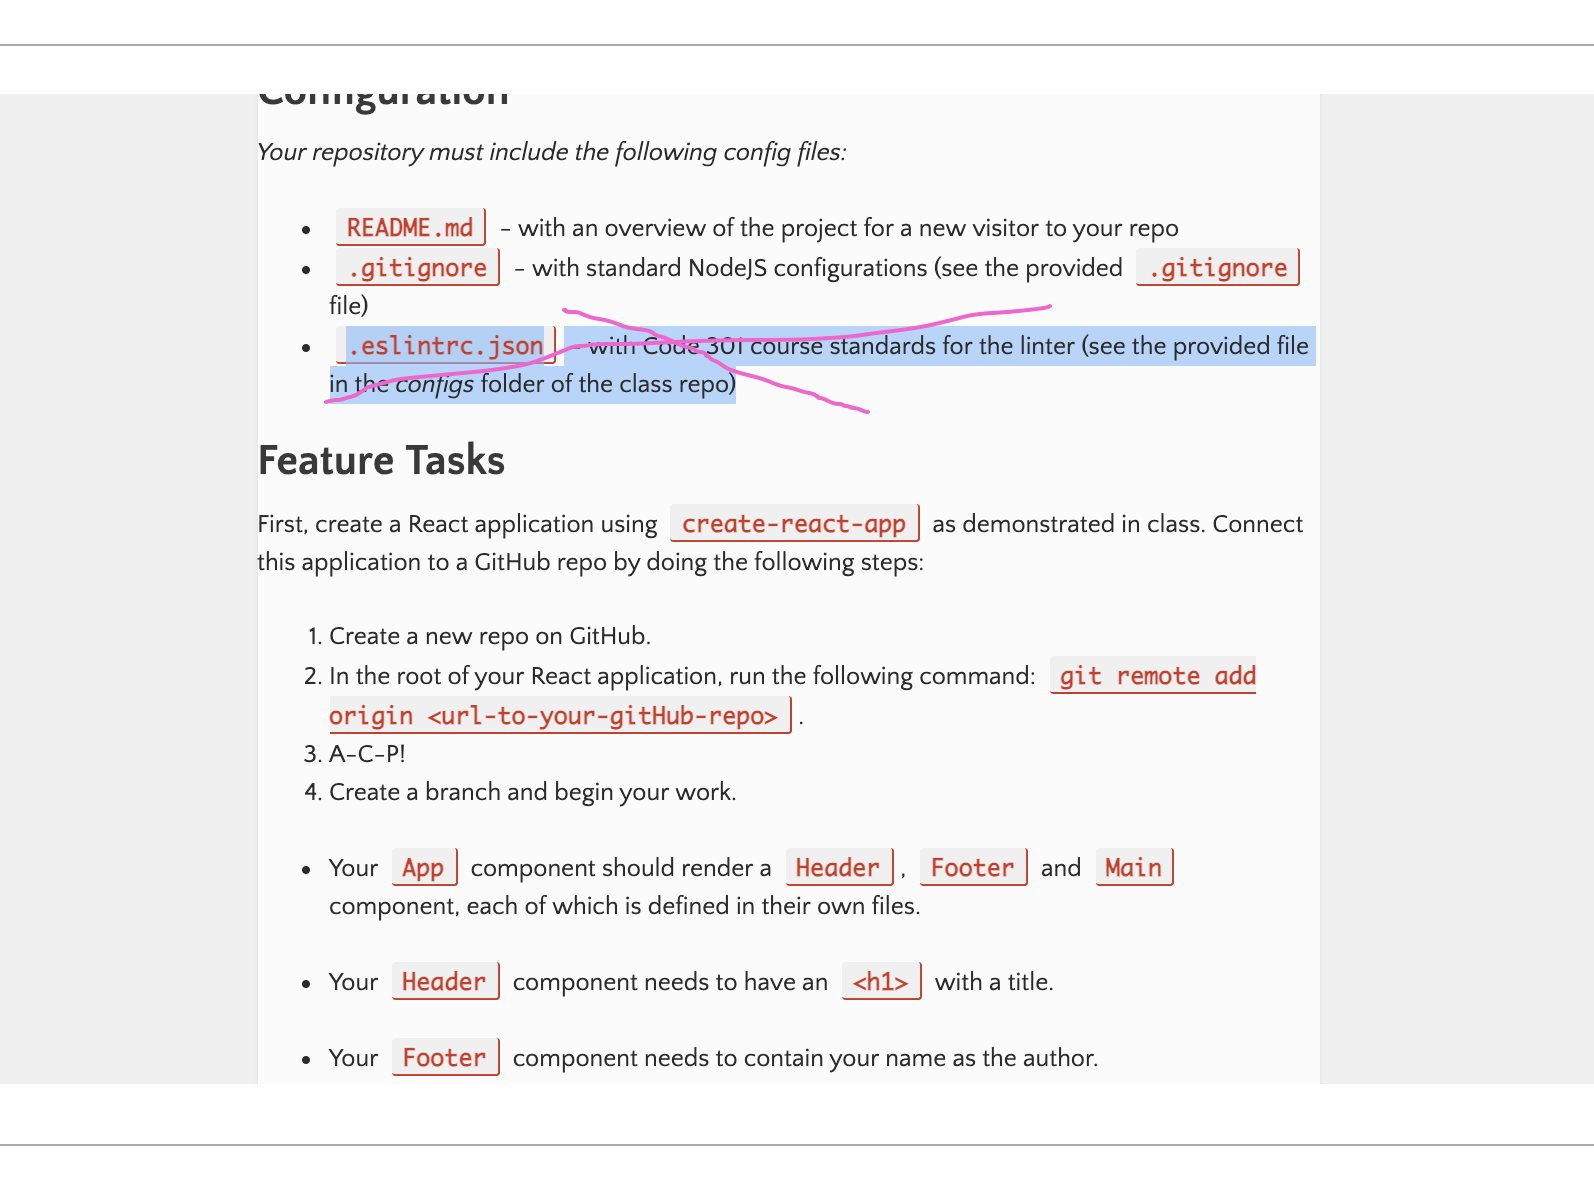 Configuration
Your repository must include the following config files:
• README.md - with an overview of the project for a new visitor to your repo
• .gitignore - with standard NodeJS configurations (see the provided .gitignore
file)
• .eslintrc.json - with Code 301 course standards for the linter (see the provided file
in the configs folder of the class repo)
Feature Tasks
First, create a React application using create-react-app as demonstrated in class. Connect
this application to a GitHub repo by doing the following steps:
1. Create a new repo on GitHub.
2. In the root of your React application, run the following command: git remote add
origin <url-to-your-gitHub-repo> .
3. A-C-P!
4. Create a branch and begin your work.
• Your App component should render a Header , Footer and Main
component, each of which is defined in their own files.
• Your Header component needs to have an <h1> with a title.
• Your Footer component needs to contain your name as the author.